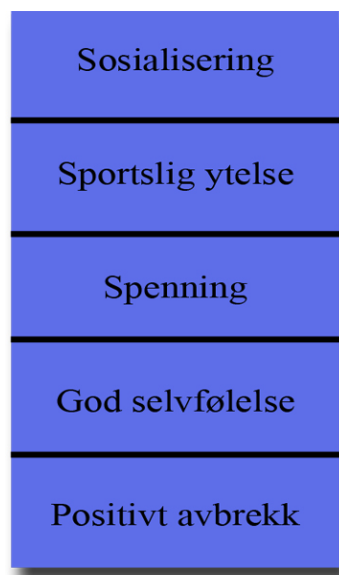 Sosialisering
Sportslig ytelse
Spenning
God selvfølelse
Positivt avbrekk